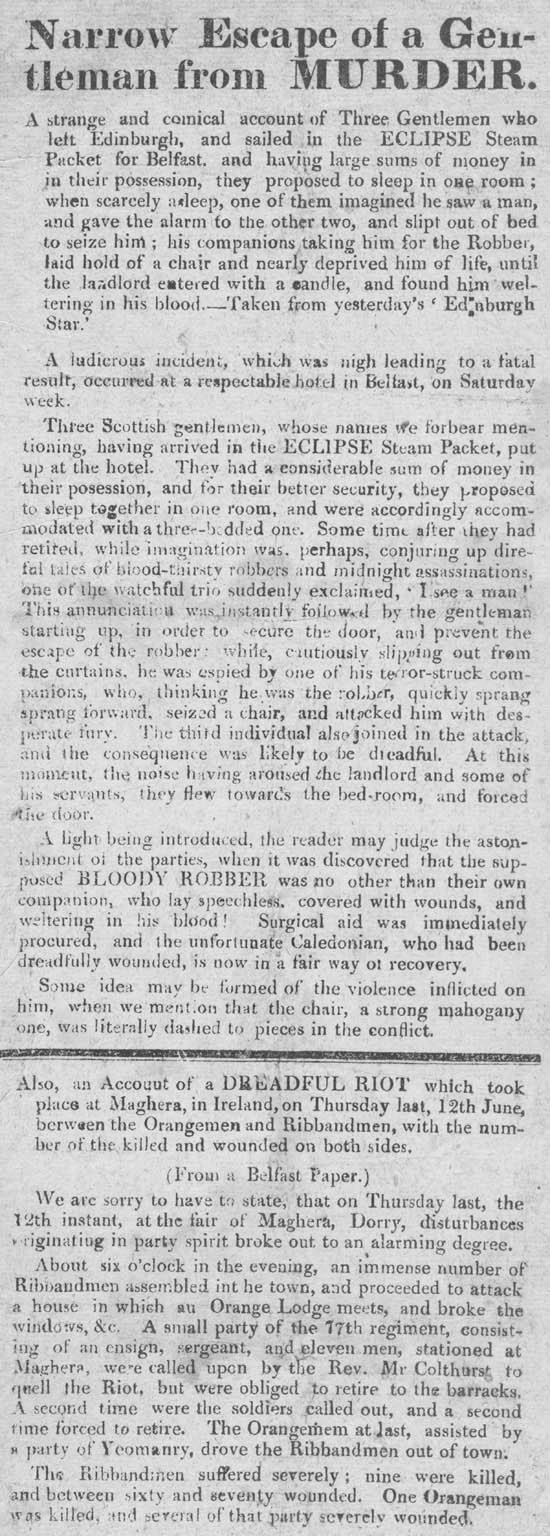 Narrow Escape of a Gen-
tleman from MURDER.
A strange and comical account of Three Gentlemen who
left Edinburgh, and sailed in the ECLIPSE Steam
Packet for Belfast. and having large sums of money in
in their possession, they proposed to sleep in one room ;
when scarcely asleep, one of them imagined he saw a man,
and gave the alarm to the other two, and slipt out of bed
to seize him ; his companions taking him for the Robber,
laid hold of a chair and nearly deprived him of life, until
the landlord entered with a candle, and found him wel-
tering in his blood.—Taken from yesterday's ‘ Edinburgh
Star.’
A ludicrous incident, which was nigh leading to a fatal
result, occurred at a respectable hotel in Belfast, on Saturday
week.
Three Scottish gentlemen, whose names we forbear men-
tioning, having arrived in the ECLIPSE Steam Packet, put
up at the hotel. They had a considerable sum of money in
their posession, and for their better security, they proposed
to sleep together in one room, and were accordingly accom-
modated with a three-bedded one. Some time after they had
retired, while imagination was. perhaps, conjuring up dire-
ful tales of blood-thirsty robbers and midnight assassinations,
one of the watchful trio suddenly exclaimed, ‘ I see a man !’
This annunciation was instantly followed by the gentleman
starting up, in order to secure the door, and prevent the
escape of the robber: while, cautiously slipping out from
the curtains, he was espied by one of his terror-struck com-
panions, who, thinking he was the robber, quickly sprang
sprang forward, seized a chair, and attacked him with des-
perate fury. The third individual also joined in the attack,
and the consequence was likely to be dreadful. At this
moment, the noise having aroused the landlord and some of
his servants, they flew towards the bed-room, and forced
the door.
A light being introduced, the reader may judge the aston-
ishment of the parties, when it was discovered that the sup-
posed BLOODY ROBBER was no other than their own
companion, who lay speechless, covered with wounds, and
weltering in his blood ! Surgical aid was immediately
procured, and the unfortunate Caledonian, who had been
dreadfully wounded, is now in a fair way of recovery.
Some idea may be formed of the violence inflicted on
him, when we mention that the chair, a strong mahogany
one, was literally dashed to pieces in the conflict.
Also, an Account of a DREADFUL RIOT which took
place at Maghera, in Ireland, on Thursday last, 12th June,
berween the Orangemen and Ribbandmen, with the num-
ber of the killed and wounded on both sides.
(From a Belfast Paper.)
We are sorry to have to state, that on Thursday last, the
12th instant, at the fair of Maghera, Dorry, disturbances
originating in party spirit broke out to an alarming degree.
About six o'clock in the evening, an immense number of
Ribbandmen assembled int he town, and proceeded to attack
a house in which an Orange Lodge meets, and broke the
windows, &c. A small party of the 77th regiment, consist-
ing of an ensign, sergeant, and eleven men, stationed at
Maghera, were called upon by the Rev. Mr Colthurst to
quell the Riot, but were obliged to retire to the barracks.
A second time were the soldiers called out, and a second
time forced to retire. The Orangemem at last, assisted by
a party of Yeomanry, drove the Ribbandmen out of town.
The Ribbandmen suffered severely ; nine were killed,
and between sixty and seventy wounded. One Orangeman
was killed, and several of that party severely wounded.